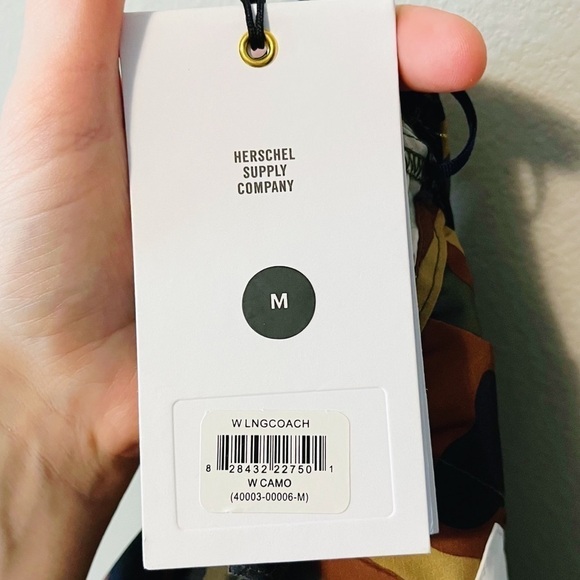 HERSCHEL
SUPPLY
COMPANY
M
W LNGCOACH
8 28432 22750 1
W CAMO
(40003-00006-M)